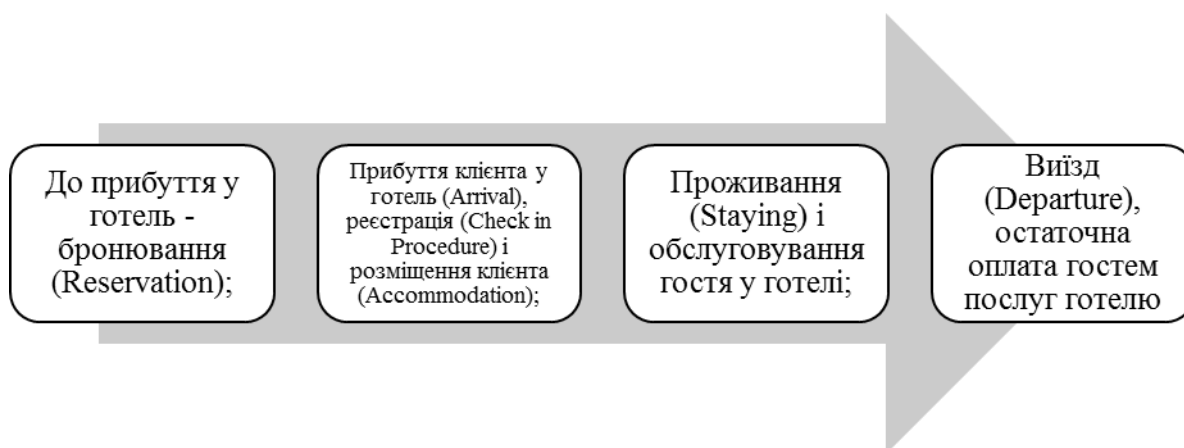 До прибуття у
готель -
бронювання
(Reservation);
Прибуття клієнта у
готель (Arrival),
реєстрація (Check in
Procedure) і
розміщення клієнта
(Accommodation);
Проживання
(Staying) і
обслуговування
гостя у готелі;
Виїзд
(Departure),
остаточна
оплата гостем
послуг готелю